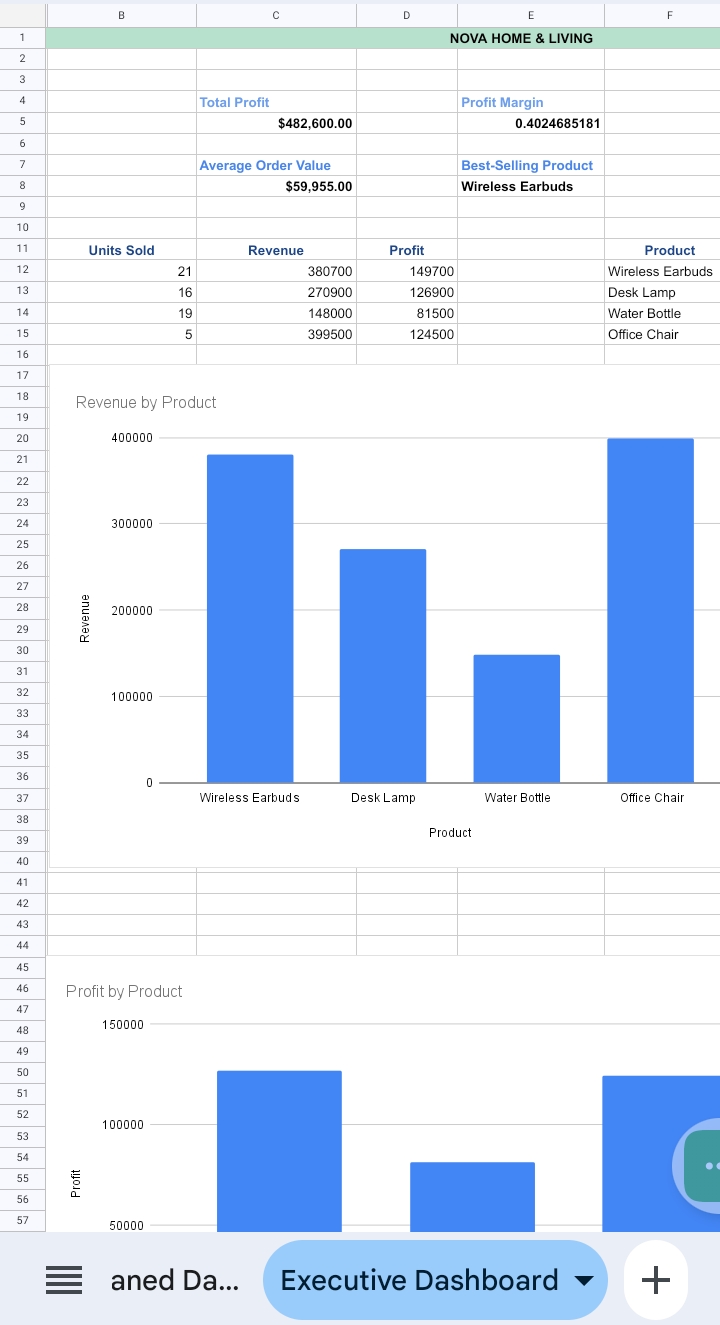 B C D E F
1 NOVA HOME & LIVING
2
3
4 Total Profit Profit Margin
5 $482,600.00 0.4024685181
6
7 Average Order Value Best-Selling Product
8 $59,955.00 Wireless Earbuds
9
10
11 Units Sold Revenue Profit Product
12 21 380700 149700 Wireless Earbuds
13 16 270900 126900 Desk Lamp
14 19 148000 81500 Water Bottle
15 5 399500 124500 Office Chair
16
17
18 Revenue by Product
19
20 400000
21
22
23
24 300000
25
26
27
28 200000
29 Revenue
30
31
32 100000
33
34
35
36 0
37 Wireless Earbuds Desk Lamp Water Bottle Office Chair
38
39 Product
40
41
42
43
44
45
46 Profit by Product
47
48 150000
49
50
51
52
53 100000
54
55 Profit
56
57 50000
aned Da... Executive Dashboard